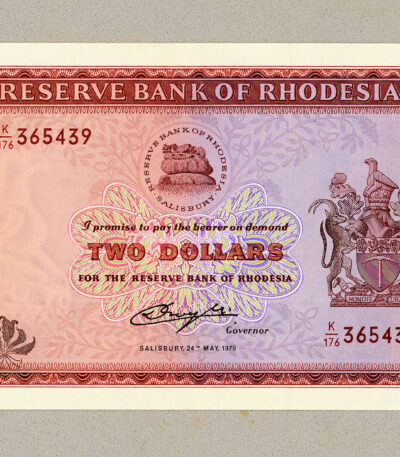 RESERVE BANK OF RHODESIA
K/176 365439
RESERVE BANK OF RHODESIA
SALISBURY
I promise to pay the bearer on demand
TWO DOLLARS
FOR THE RESERVE BANK OF RHODESIA
Governor
SALISBURY, 24TH MAY, 1979
K/176 36543